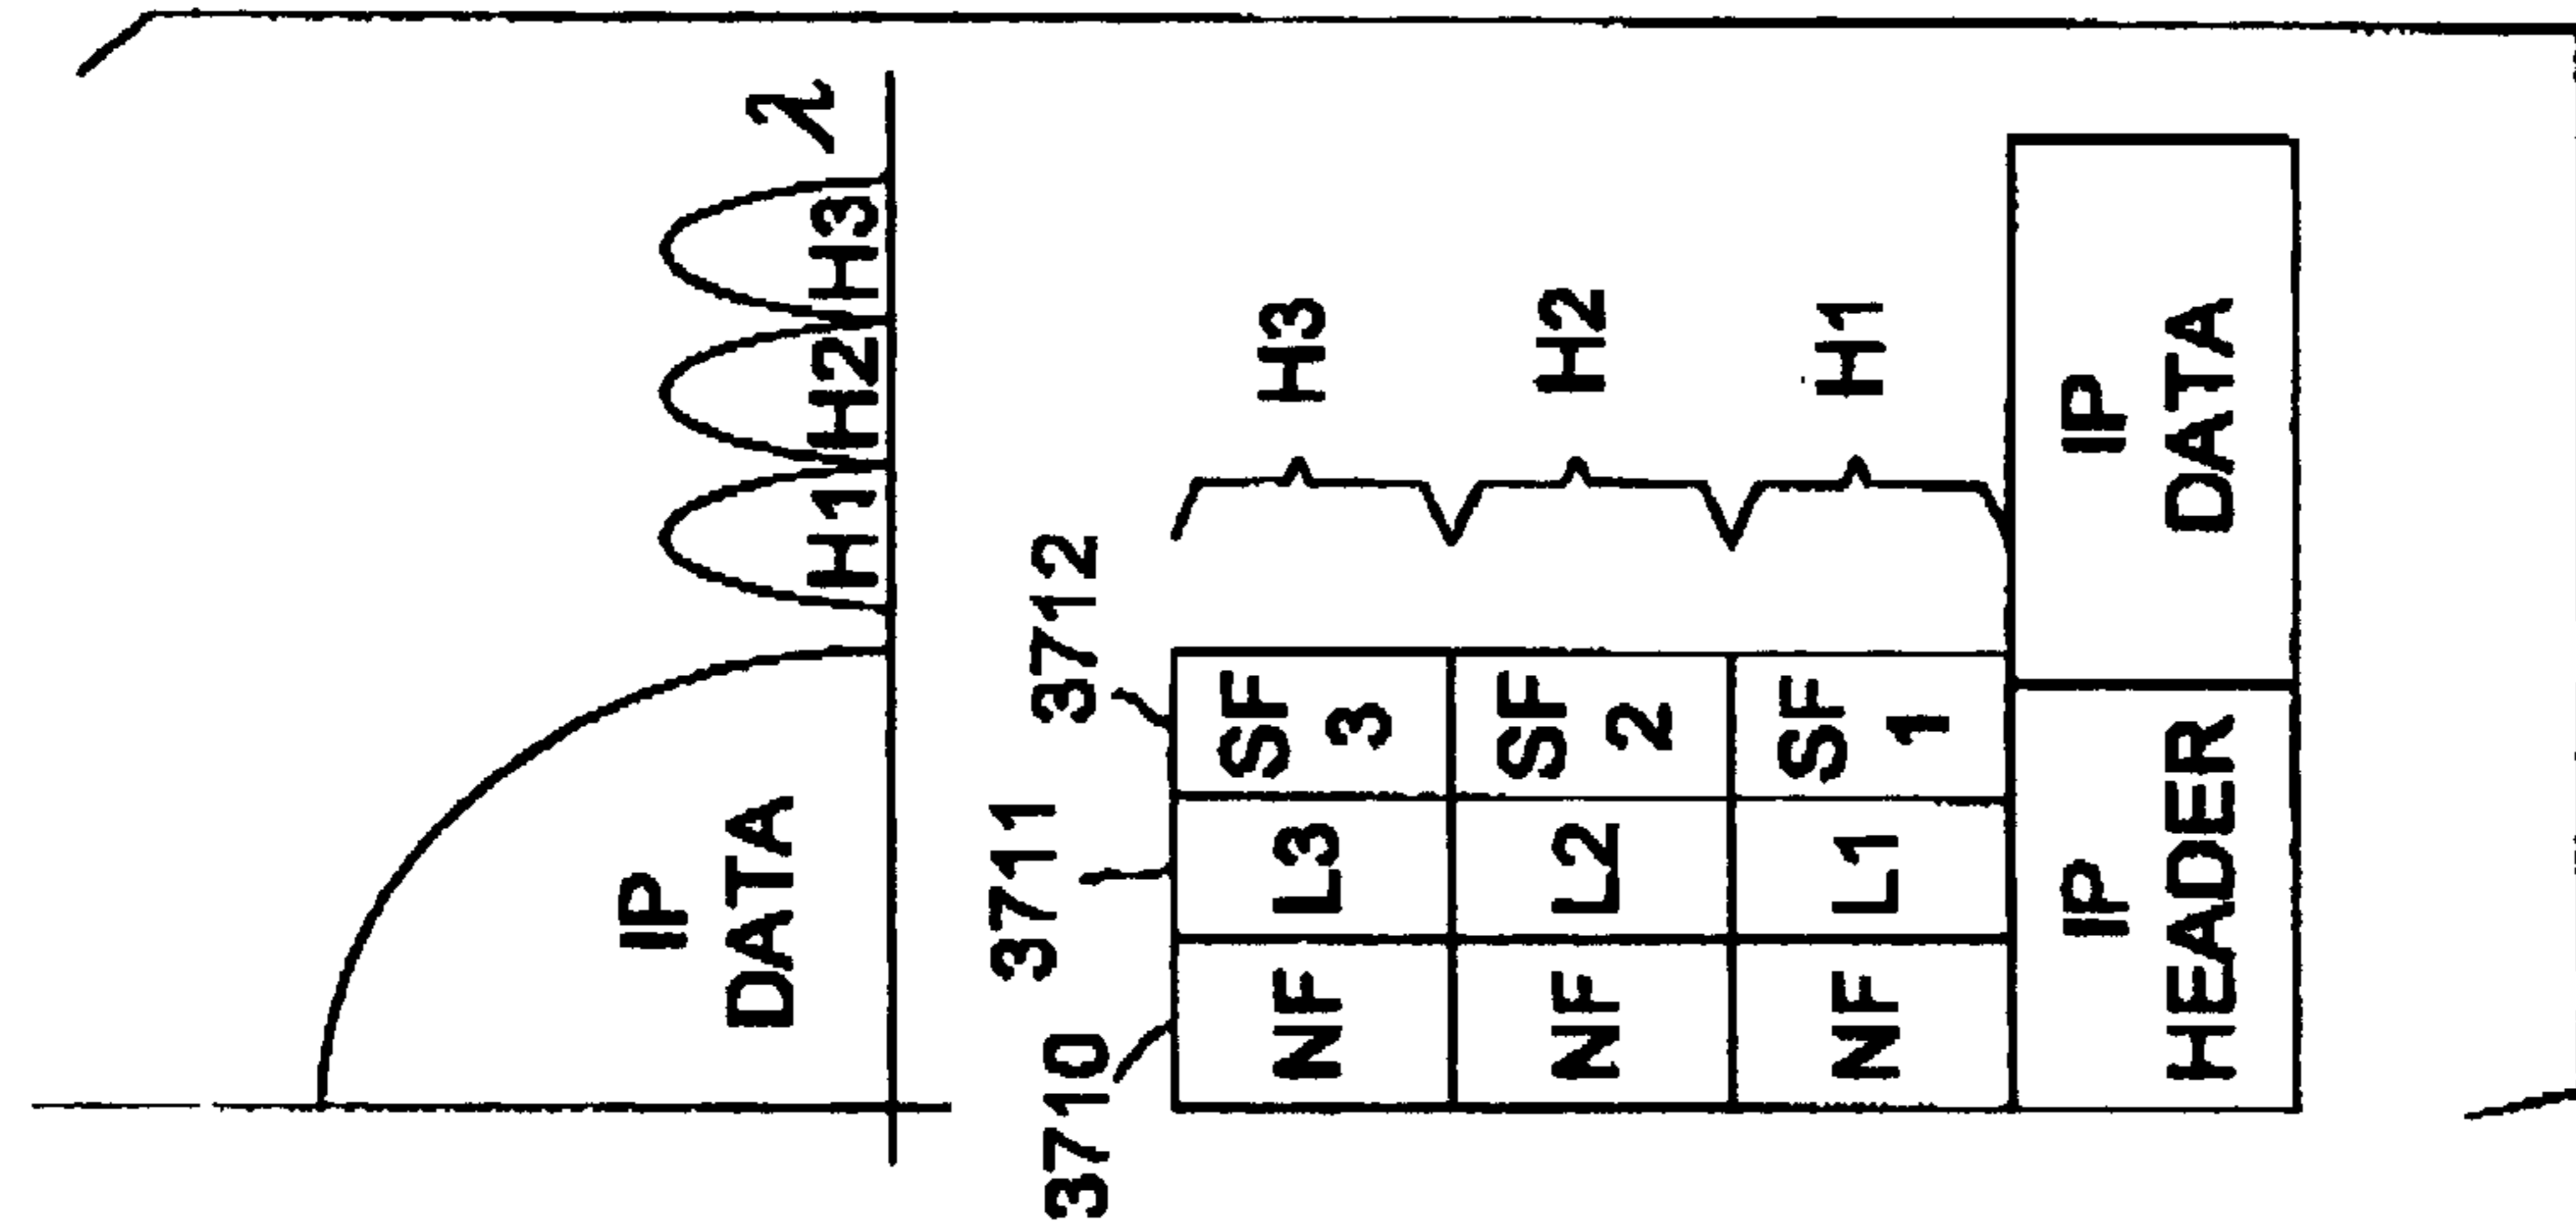 IP
DATA
H1 H2 H3 λ
3710 3711 3712
NF L3 SF 3 H3
NF L2 SF 2 H2
NF L1 SF 1 H1
IP
HEADER
IP
DATA